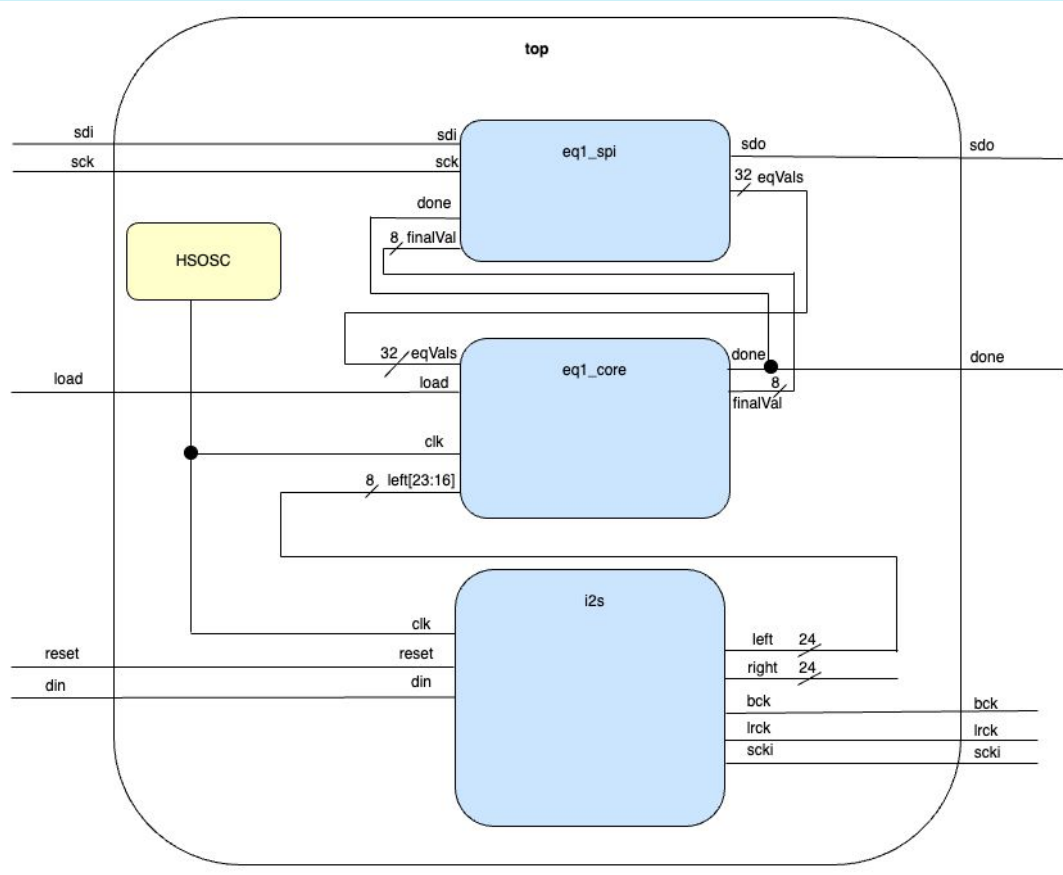 top
sdi
sdi
eq1_spi
sdo
sdo
sck
sck
32 eqVals
done
8 finalVal
HSOSC
32 eqVals
eq1_core
done
done
load
load
8
finalVal
clk
8 left[23:16]
i2s
clk
left 24
reset
reset
right 24
din
din
bck
bck
lrck
lrck
scki
scki